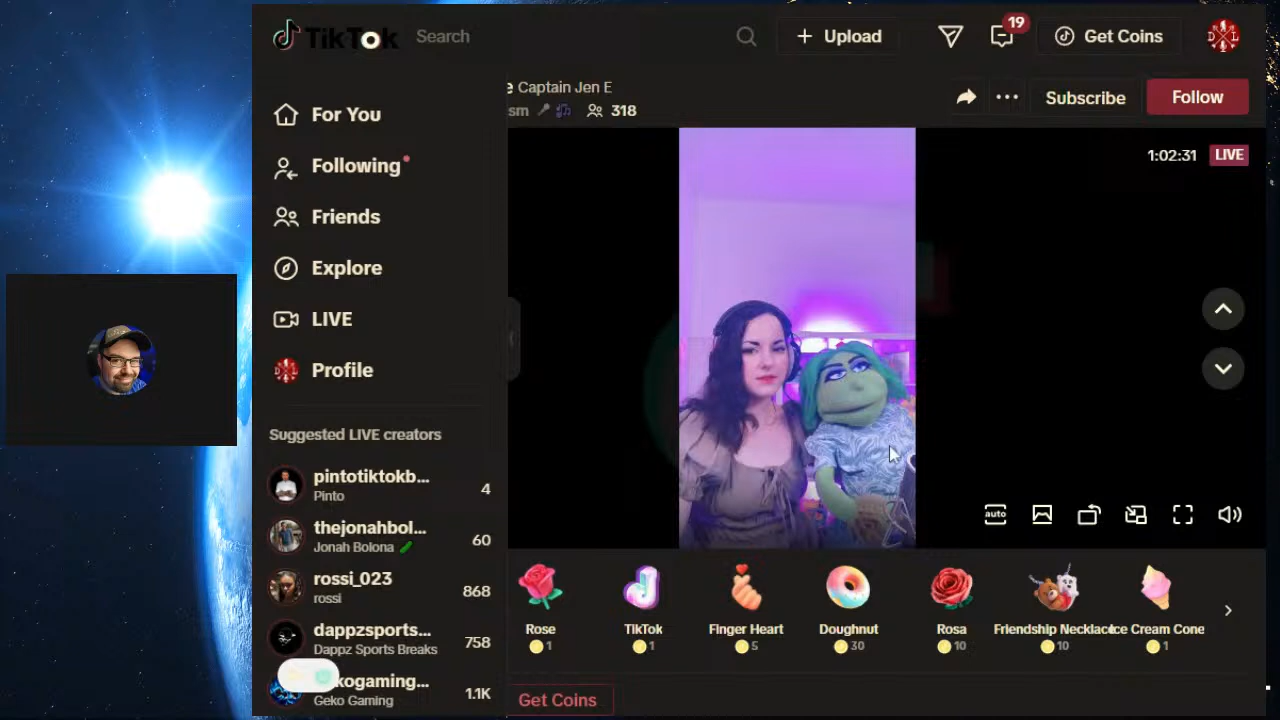 TikTok
Search
Upload
19
Get Coins
For You
Following
Friends
Explore
LIVE
Profile
Suggested LIVE creators
pintotiktokb...
Pinto
4
thejonahbol...
Jonah Bolona
60
rossi_023
rossi
868
dappzsports...
Dappz Sports Breaks
758
kogaming...
Geko Gaming
1.1K
e Captain Jen E
sm
318
Subscribe
Follow
1:02:31
LIVE
auto
Rose
1
TikTok
1
Finger Heart
5
Doughnut
30
Rosa
10
Friendship Necklace
10
Ice Cream Cone
1
Get Coins